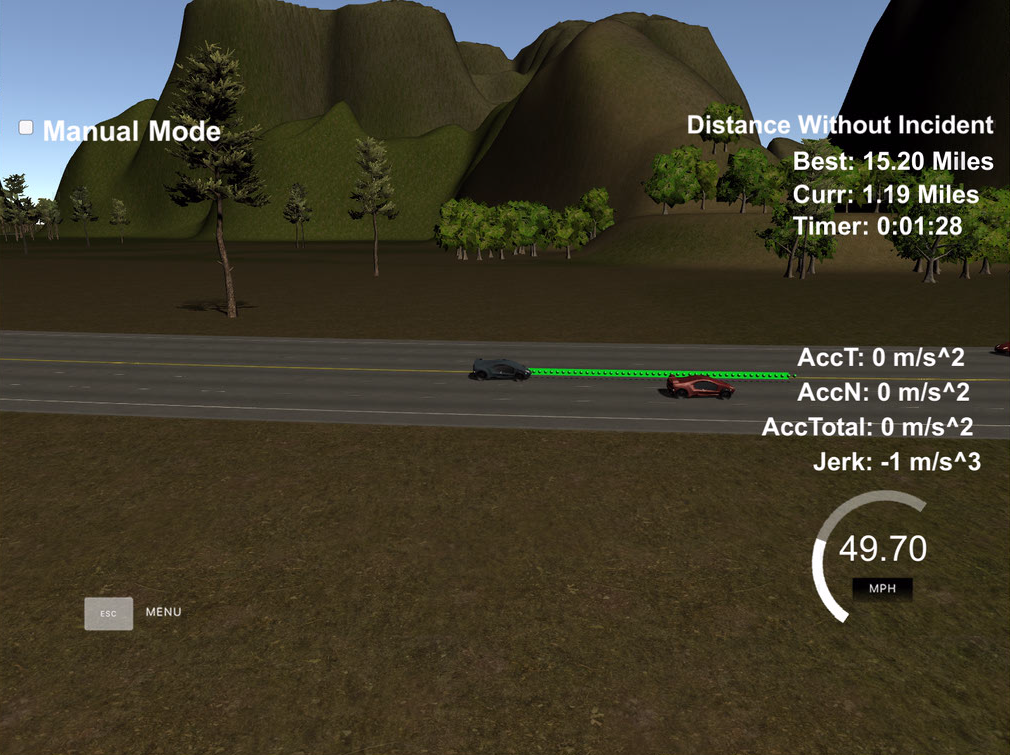 Manual Mode
Distance Without Incident
Best: 15.20 Miles
Curr: 1.19 Miles
Timer: 0:01:28
AccT: 0 m/s^2
AccN: 0 m/s^2
AccTotal: 0 m/s^2
Jerk: -1 m/s^3
49.70
MPH
ESC MENU